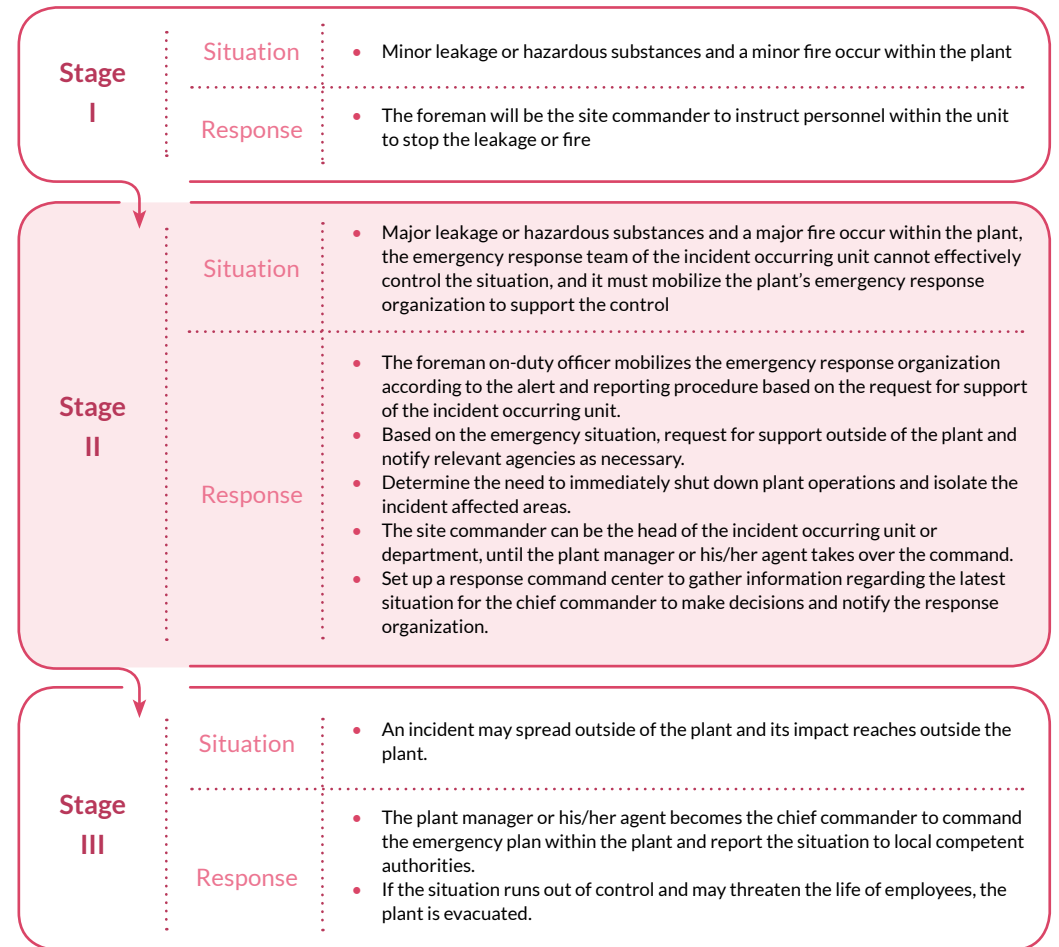 Stage
I
Situation
• Minor leakage or hazardous substances and a minor fire occur within the plant
Response
• The foreman will be the site commander to instruct personnel within the unit
to stop the leakage or fire
Stage
II
Situation
• Major leakage or hazardous substances and a major fire occur within the plant,
the emergency response team of the incident occurring unit cannot effectively
control the situation, and it must mobilize the plant's emergency response
organization to support the control
Response
• The foreman on-duty officer mobilizes the emergency response organization
according to the alert and reporting procedure based on the request for support
of the incident occurring unit.
• Based on the emergency situation, request for support outside of the plant and
notify relevant agencies as necessary.
• Determine the need to immediately shut down plant operations and isolate the
incident affected areas.
• The site commander can be the head of the incident occurring unit or
department, until the plant manager or his/her agent takes over the command.
• Set up a response command center to gather information regarding the latest
situation for the chief commander to make decisions and notify the response
organization.
Stage
III
Situation
• An incident may spread outside of the plant and its impact reaches outside the
plant.
Response
• The plant manager or his/her agent becomes the chief commander to command
the emergency plan within the plant and report the situation to local competent
authorities.
• If the situation runs out of control and may threaten the life of employees, the
plant is evacuated.